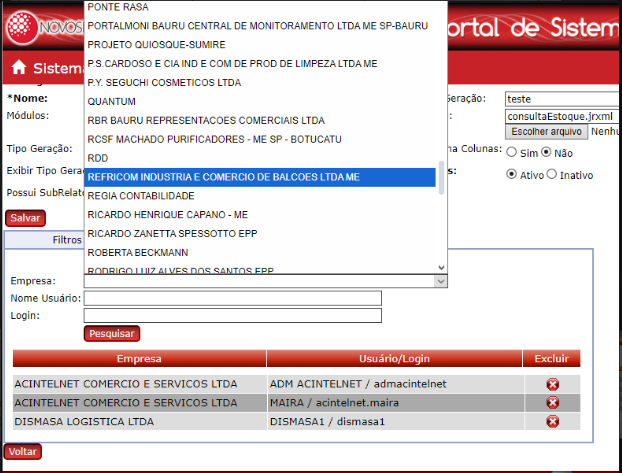 NOVOS
ortal de Sistem
Sistema
PONTE RASA
PORTALMONI BAURU CENTRAL DE MONITORAMENTO LTDA ME SP-BAURU
PROJETO QUIOSQUE-SUMIRE
P.S.CARDOSO E CIA IND E COM DE PROD DE LIMPEZA LTDA ME
P.Y. SEGUCHI COSMETICOS LTDA
QUANTUM
RBR BAURU REPRESENTACOES COMERCIAIS LTDA
RCSF MACHADO PURIFICADORES - ME SP - BOTUCATU
RDD
REFRICOM INDUSTRIA E COMERCIO DE BALCOES LTDA ME
REGIA CONTABILIDADE
RICARDO HENRIQUE CAPANO - ME
RICARDO ZANETTA SPESSOTTO EPP
ROBERTA BECKMANN
RODRIGO LUIZ ALVES DOS SANTOS EPP
*Nome:
Geração: teste
Módulos:
: consultaEstoque.jrxml
Escolher arquivo Nenhu
Tipo Geração:
na Colunas: Sim Não
Exibir Tipo Gera
s: Ativo Inativo
Possui SubRelat
Salvar
Filtros
Empresa:
Nome Usuário:
Login:
Pesquisar
Empresa Usuário/Login Excluir
ACINTELNET COMERCIO E SERVICOS LTDA ADM ACINTELNET / admacintelnet
ACINTELNET COMERCIO E SERVICOS LTDA MAIRA / acintelnet.maira
DISMASA LOGISTICA LTDA DISMASA1 / dismasa1
Voltar